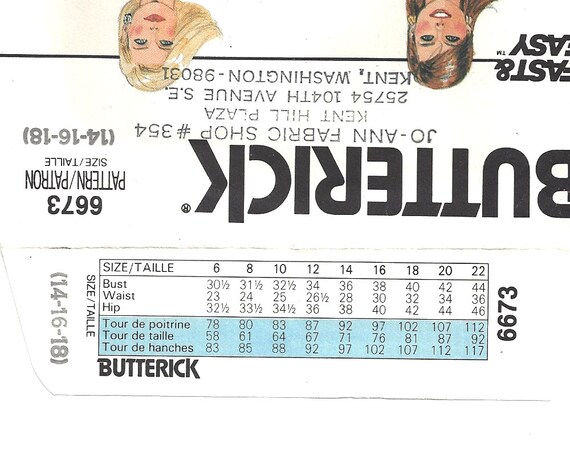 FAST&
EASY™
JO-ANN FABRIC SHOP #354
KENT HILL PLAZA
25754 104TH AVENUE S.E.
KENT, WASHINGTON-98031
BUTTERICK®
6673
PATTERN/PATRON
SIZE/TAILLE
(14-16-18)
SIZE/TAILLE 6 8 10 12 14 16 18 20 22
Bust 30½ 31½ 32½ 34 36 38 40 42 44
Waist 23 24 25 26½ 28 30 32 34 36
Hip 32½ 33½ 34½ 36 38 40 42 44 46
Tour de poitrine 78 80 83 87 92 97 102 107 112
Tour de taille 58 61 64 67 71 76 81 87 92
Tour de hanches 83 85 88 92 97 102 107 112 117
BUTTERICK
SIZE/TAILLE
(14-16-18)
6673